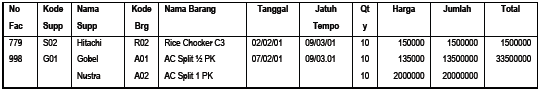 No Fac Kode Supp Nama Supp Kode Brg Nama Barang Tanggal Jatuh Tempo Qt y Harga Jumlah Total
779 S02 Hitachi R02 Rice Chocker C3 02/02/01 09/03/01 10 150000 1500000 1500000
998 G01 Gobel A01 AC Split ½ PK 07/02/01 09/03.01 10 135000 13500000 33500000
Nustra A02 AC Split 1 PK 10 2000000 20000000